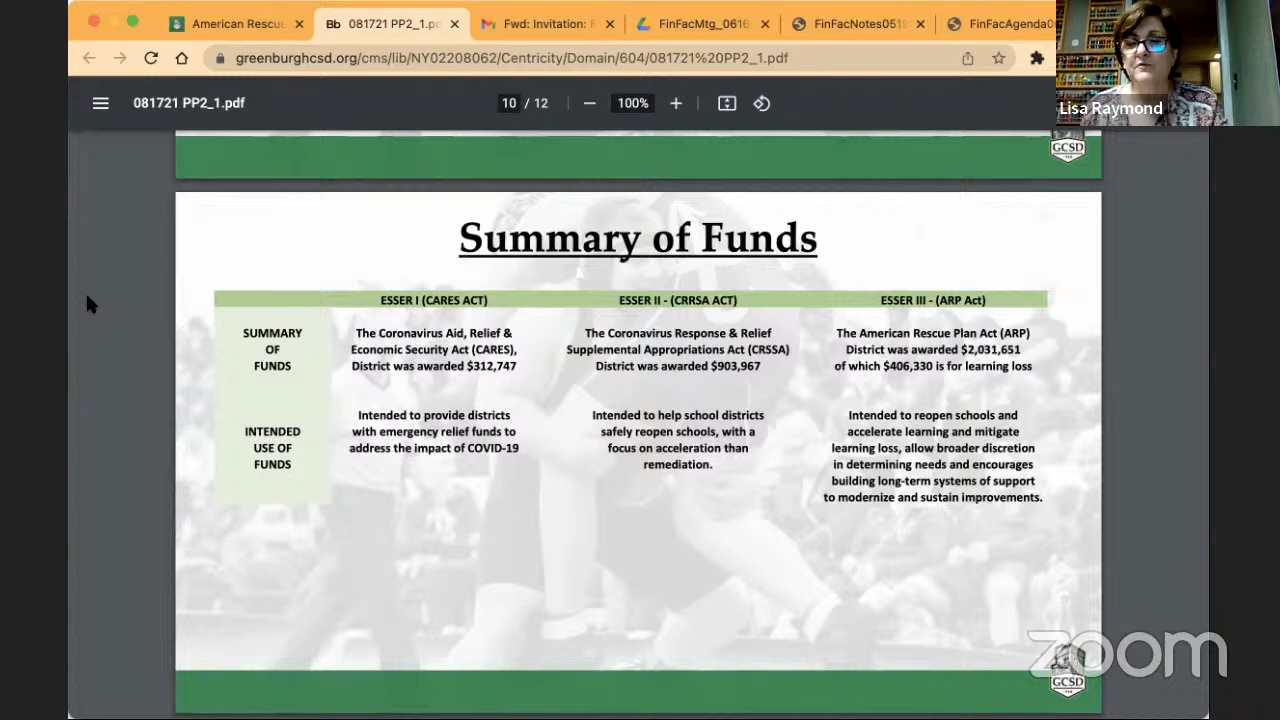 American Rescue
Bb 081721 PP2_1.pd
Fwd: Invitation: F
FinFacMtg_0616
FinFacNotes051
FinFacAgenda0
greenburghcsd.org/cms/lib/NY02208062/Centricity/Domain/604/081721%20PP2_1.pdf
081721 PP2_1.pdf
10 / 12
100%
Lisa Raymond
GCSD
Summary of Funds
ESSER I (CARES ACT)
ESSER II - (CRRSA ACT)
ESSER III - (ARP Act)
SUMMARY
OF
FUNDS
The Coronavirus Aid, Relief &
Economic Security Act (CARES),
District was awarded $312,747
The Coronavirus Response & Relief
Supplemental Appropriations Act (CRSSA)
District was awarded $903,967
The American Rescue Plan Act (ARP)
District was awarded $2,031,651
of which $406,330 is for learning loss
INTENDED
USE OF
FUNDS
Intended to provide districts
with emergency relief funds to
address the impact of COVID-19
Intended to help school districts
safely reopen schools, with a
focus on acceleration than
remediation.
Intended to reopen schools and
accelerate learning and mitigate
learning loss, allow broader discretion
in determining needs and encourages
building long-term systems of support
to modernize and sustain improvements.
zoom
GCSD